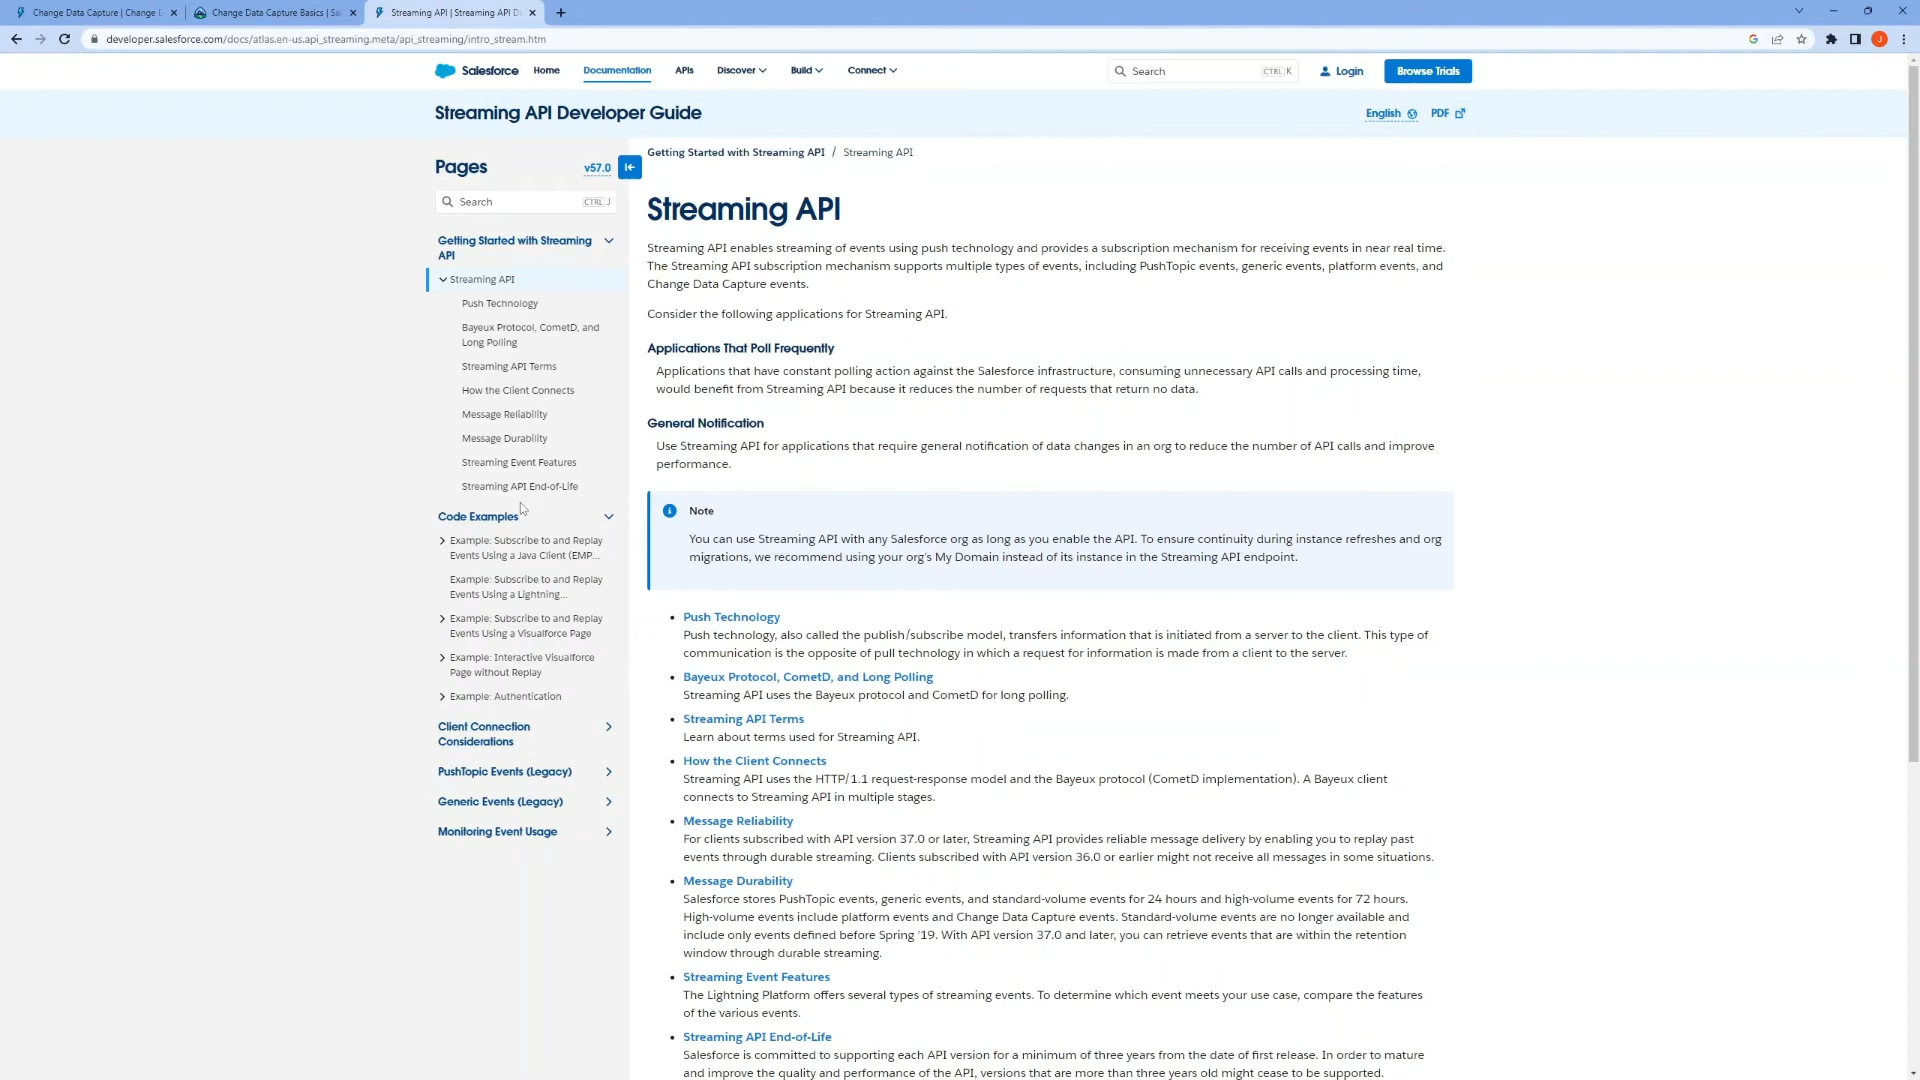 Change Data Capture | Change D
Change Data Capture Basics | Sa
Streaming API | Streaming API De
developer.salesforce.com/docs/atlas.en-us.api_streaming.meta/api_streaming/intro_stream.htm
Salesforce
Home
Documentation
APIs
Discover
Build
Connect
Search
CTRL K
Login
Browse Trials
Streaming API Developer Guide
English
PDF
Pages
v57.0
Search
CTRL J
Getting Started with Streaming
API
Streaming API
Push Technology
Bayeux Protocol, CometD, and
Long Polling
Streaming API Terms
How the Client Connects
Message Reliability
Message Durability
Streaming Event Features
Streaming API End-of-Life
Code Examples
Example: Subscribe to and Replay
Events Using a Java Client (EMP...
Example: Subscribe to and Replay
Events Using a Lightning...
Example: Subscribe to and Replay
Events Using a Visualforce Page
Example: Interactive Visualforce
Page without Replay
Example: Authentication
Client Connection
Considerations
PushTopic Events (Legacy)
Generic Events (Legacy)
Monitoring Event Usage
Getting Started with Streaming API / Streaming API
Streaming API
Streaming API enables streaming of events using push technology and provides a subscription mechanism for receiving events in near real time.
The Streaming API subscription mechanism supports multiple types of events, including PushTopic events, generic events, platform events, and
Change Data Capture events.
Consider the following applications for Streaming API.
Applications That Poll Frequently
Applications that have constant polling action against the Salesforce infrastructure, consuming unnecessary API calls and processing time,
would benefit from Streaming API because it reduces the number of requests that return no data.
General Notification
Use Streaming API for applications that require general notification of data changes in an org to reduce the number of API calls and improve
performance.
Note
You can use Streaming API with any Salesforce org as long as you enable the API. To ensure continuity during instance refreshes and org
migrations, we recommend using your org's My Domain instead of its instance in the Streaming API endpoint.
• Push Technology
Push technology, also called the publish/subscribe model, transfers information that is initiated from a server to the client. This type of
communication is the opposite of pull technology in which a request for information is made from a client to the server.
• Bayeux Protocol, CometD, and Long Polling
Streaming API uses the Bayeux protocol and CometD for long polling.
• Streaming API Terms
Learn about terms used for Streaming API.
• How the Client Connects
Streaming API uses the HTTP/1.1 request-response model and the Bayeux protocol (CometD implementation). A Bayeux client
connects to Streaming API in multiple stages.
• Message Reliability
For clients subscribed with API version 37.0 or later, Streaming API provides reliable message delivery by enabling you to replay past
events through durable streaming. Clients subscribed with API version 36.0 or earlier might not receive all messages in some situations.
• Message Durability
Salesforce stores PushTopic events, generic events, and standard-volume events for 24 hours and high-volume events for 72 hours.
High-volume events include platform events and Change Data Capture events. Standard-volume events are no longer available and
include only events defined before Spring '19. With API version 37.0 and later, you can retrieve events that are within the retention
window through durable streaming.
• Streaming Event Features
The Lightning Platform offers several types of streaming events. To determine which event meets your use case, compare the features
of the various events.
• Streaming API End-of-Life
Salesforce is committed to supporting each API version for a minimum of three years from the date of first release. In order to mature
and improve the quality and performance of the API, versions that are more than three years old might cease to be supported.